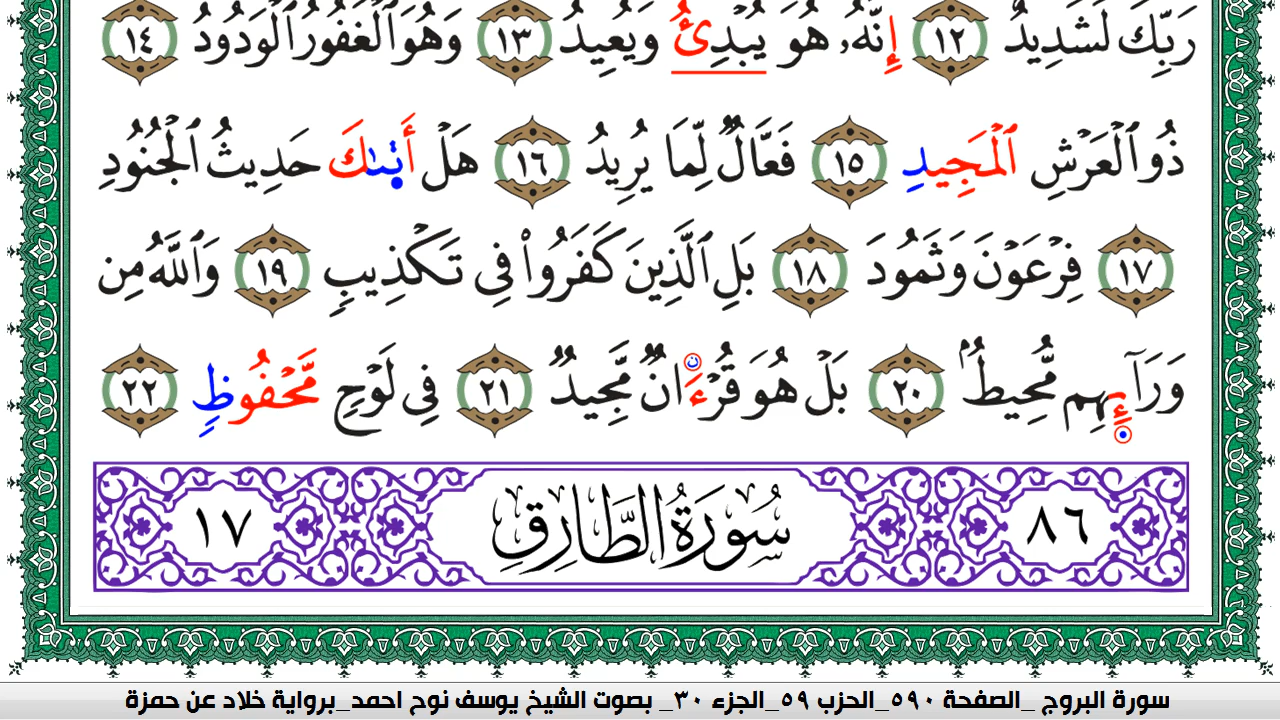 رَبِّكَ لَشَدِيدٌ ١٢ إِنَّهُۥ هُوَ يُبْدِئُ وَيُعِيدُ ١٣ وَهُوَ ٱلْغَفُورُ ٱلْوَدُودُ ١٤
ذُو ٱلْعَرْشِ ٱلْمَجِيدِ ١٥ فَعَّالٌ لِّمَا يُرِيدُ ١٦ هَلْ أَتٜىٰكَ حَدِيثُ ٱلْجُنُودِ
١٧ فِرْعَوْنَ وَثَمُودَ ١٨ بَلِ ٱلَّذِينَ كَفَرُوا۟ فِى تَكْذِيبٍ ١٩ وَٱللَّهُ مِن
وَرَآئِهِم مُّحِيطٌۢ ٢٠ بَلْ هُوَ قُرْءَانٌ مَّجِيدٌ ٢١ فِى لَوْحٍ مَّحْفُوظٍ ٢٢
٨٦ سُورَةُ ٱلطَّارِقِ ١٧
سورة البروج _الصفحة ٥٩٠_الحزب ٥٩_الجزء ٣٠_ بصوت الشيخ يوسف نوح احمد_برواية خلاد عن حمزة